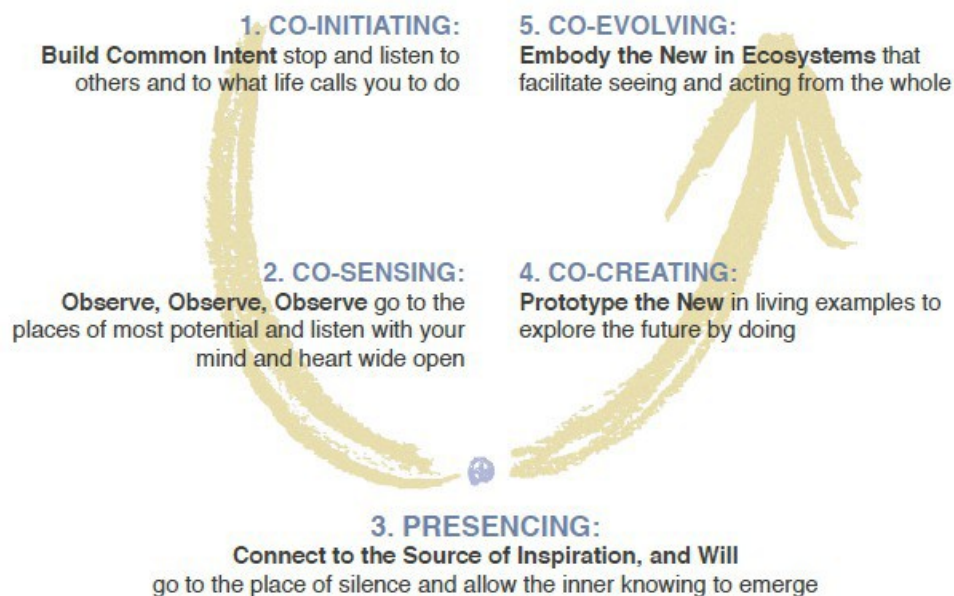 1. CO-INITIATING:
Build Common Intent stop and listen to
others and to what life calls you to do
2. CO-SENSING:
Observe, Observe, Observe go to the
places of most potential and listen with your
mind and heart wide open
3. PRESENCING:
Connect to the Source of Inspiration, and Will
go to the place of silence and allow the inner knowing to emerge
4. CO-CREATING:
Prototype the New in living examples to
explore the future by doing
5. CO-EVOLVING:
Embody the New in Ecosystems that
facilitate seeing and acting from the whole